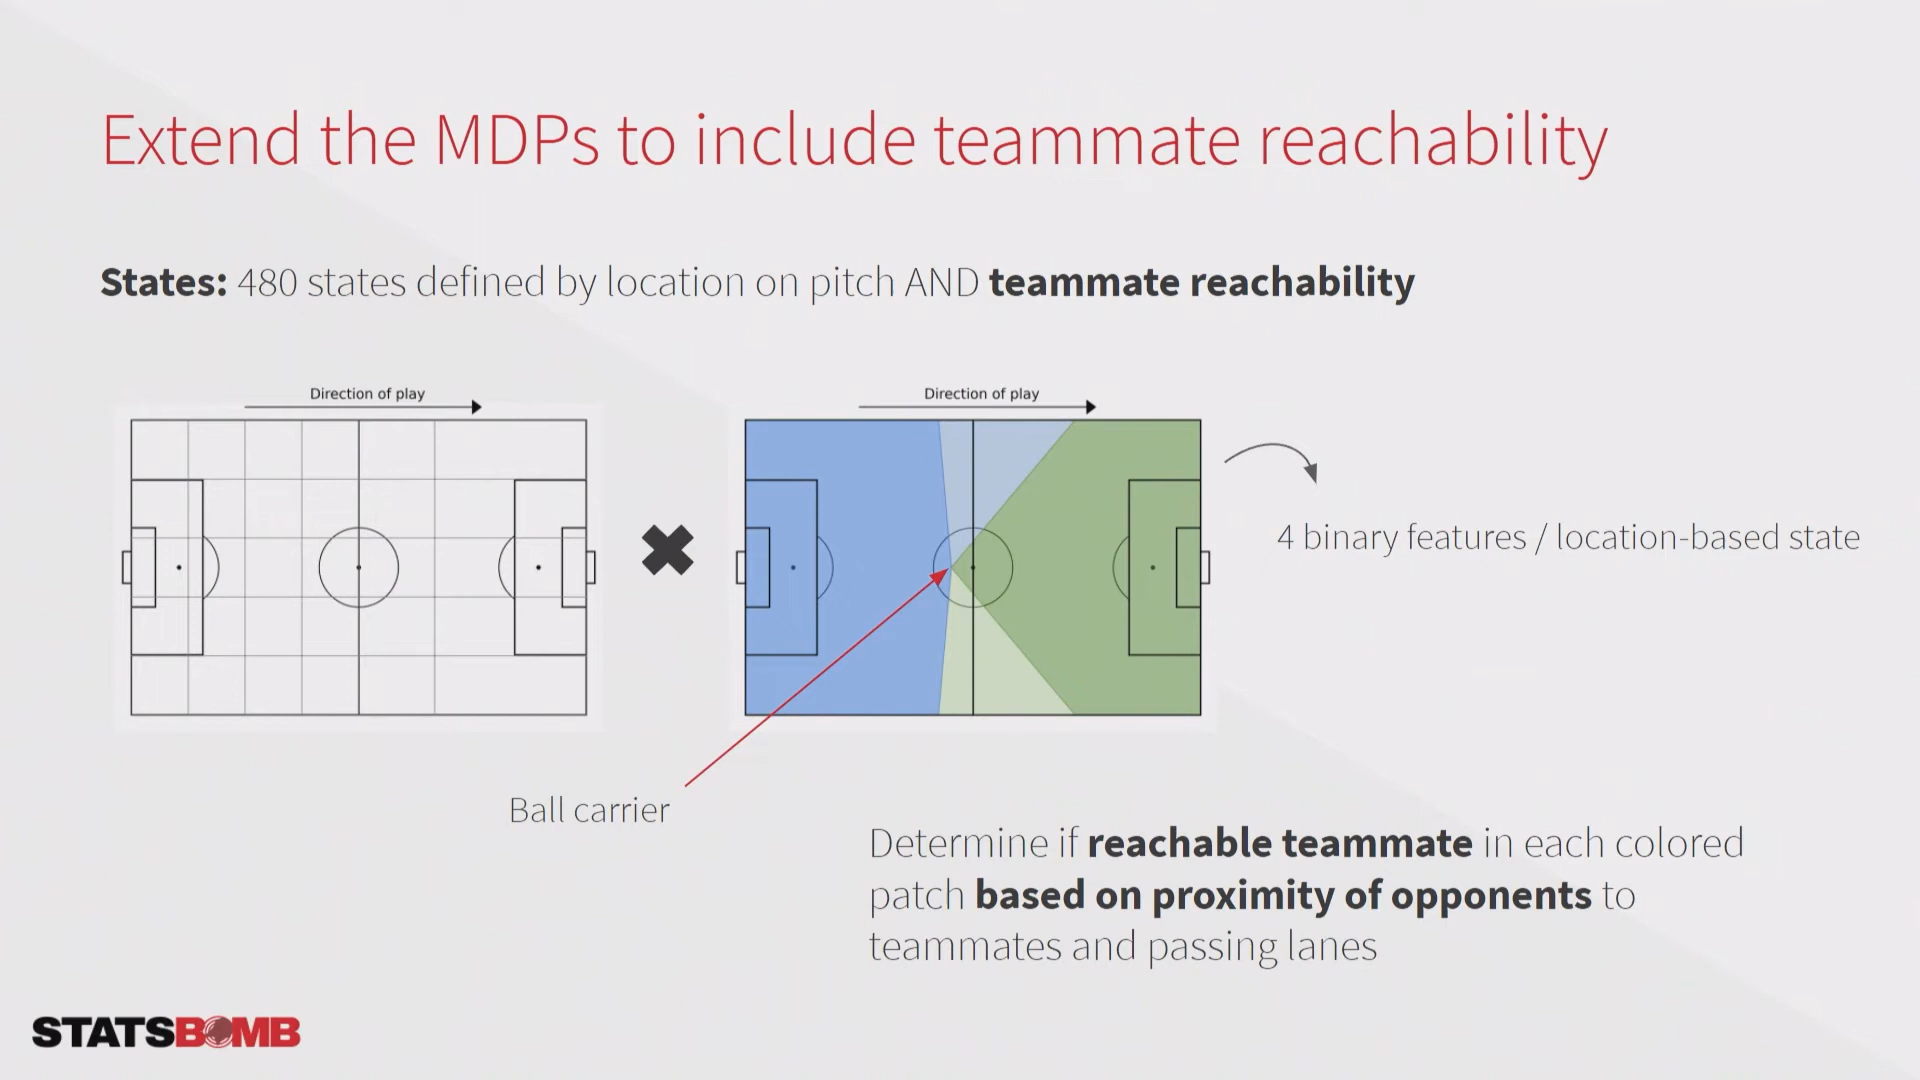 Extend the MDPs to include teammate reachability
States: 480 states defined by location on pitch AND teammate reachability
Direction of play
Direction of play
4 binary features / location-based state
Ball carrier
Determine if reachable teammate in each colored
patch based on proximity of opponents to
teammates and passing lanes
STATSBOMB